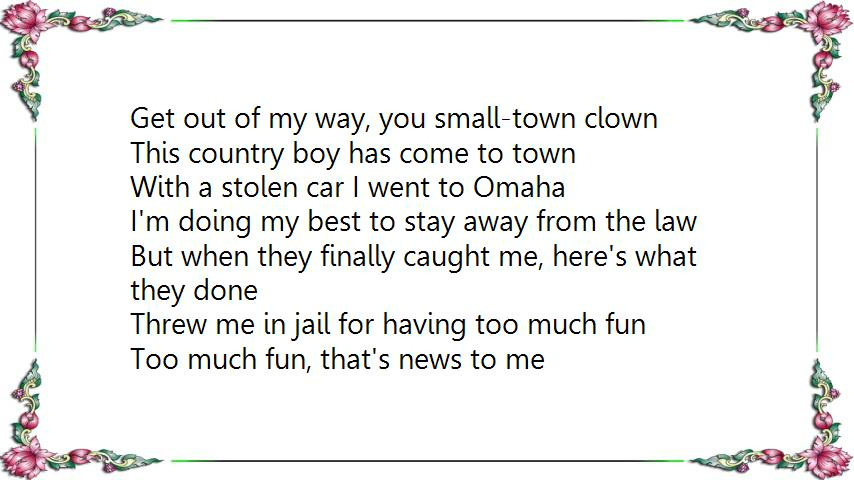 Get out of my way, you small-town clown
This country boy has come to town
With a stolen car I went to Omaha
I'm doing my best to stay away from the law
But when they finally caught me, here's what
they done
Threw me in jail for having too much fun
Too much fun, that's news to me